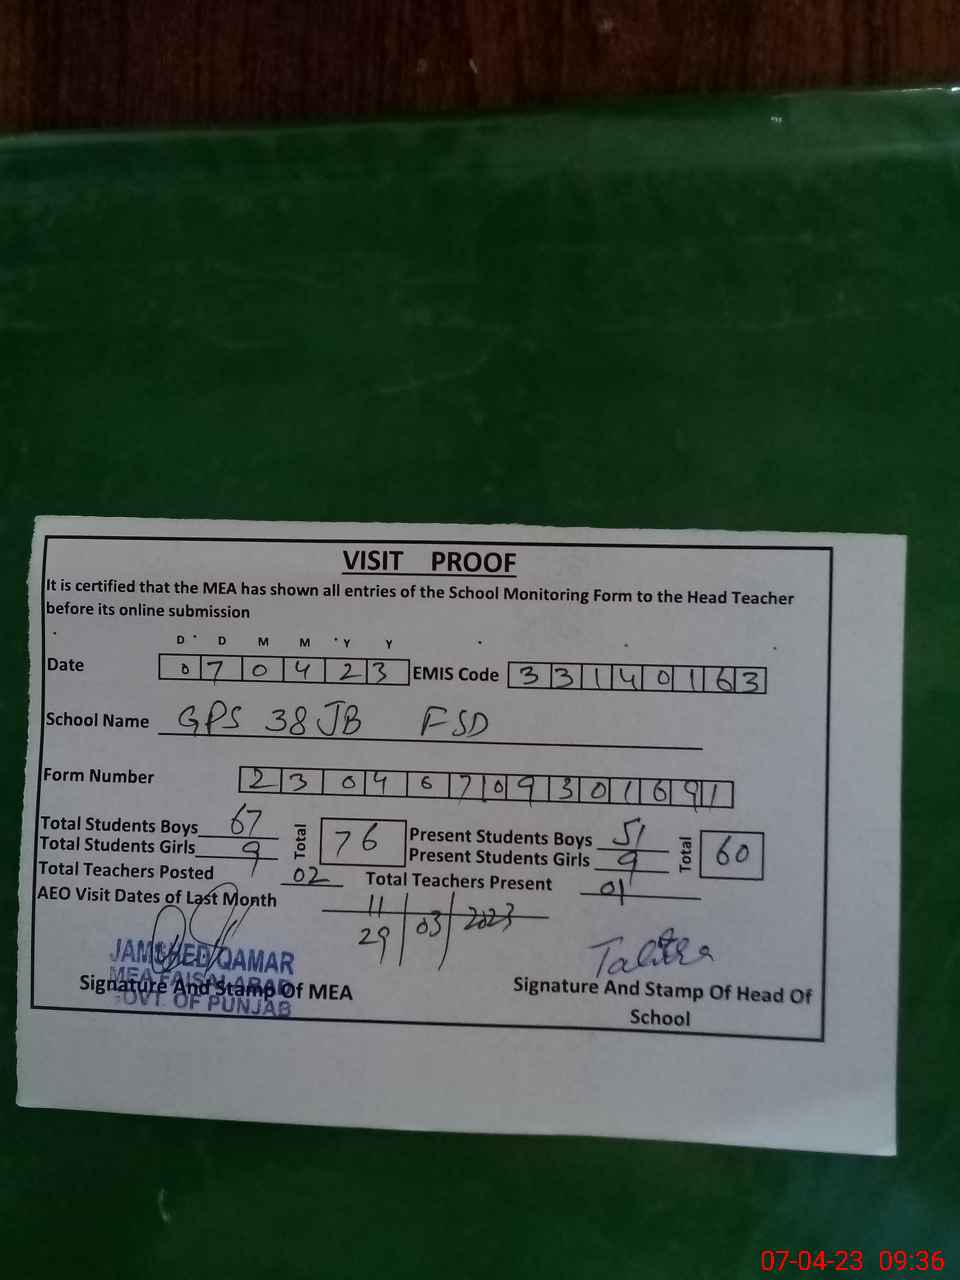 VISIT PROOF
It is certified that the MEA has shown all entries of the School Monitoring Form to the Head Teacher
before its online submission
D D M M Y Y
Date 0 7 0 4 2 3 EMIS Code 3 3 1 4 0 1 6 3
School Name GPS 38 JB FSD
Form Number 2 3 0 4 6 7 0 9 3 0 1 6 9 1
Total Students Boys 67 Total 76 Present Students Boys 51 Total 60
Total Students Girls 9 Present Students Girls 9
Total Teachers Posted 02 Total Teachers Present 01
AEO Visit Dates of Last Month 11
29 03 2023
JAMSHED QAMAR
MEA FAISALABAD
GOVT. OF PUNJAB
Signature And Stamp Of MEA
Signature And Stamp Of Head Of
School
07-04-23 09:36